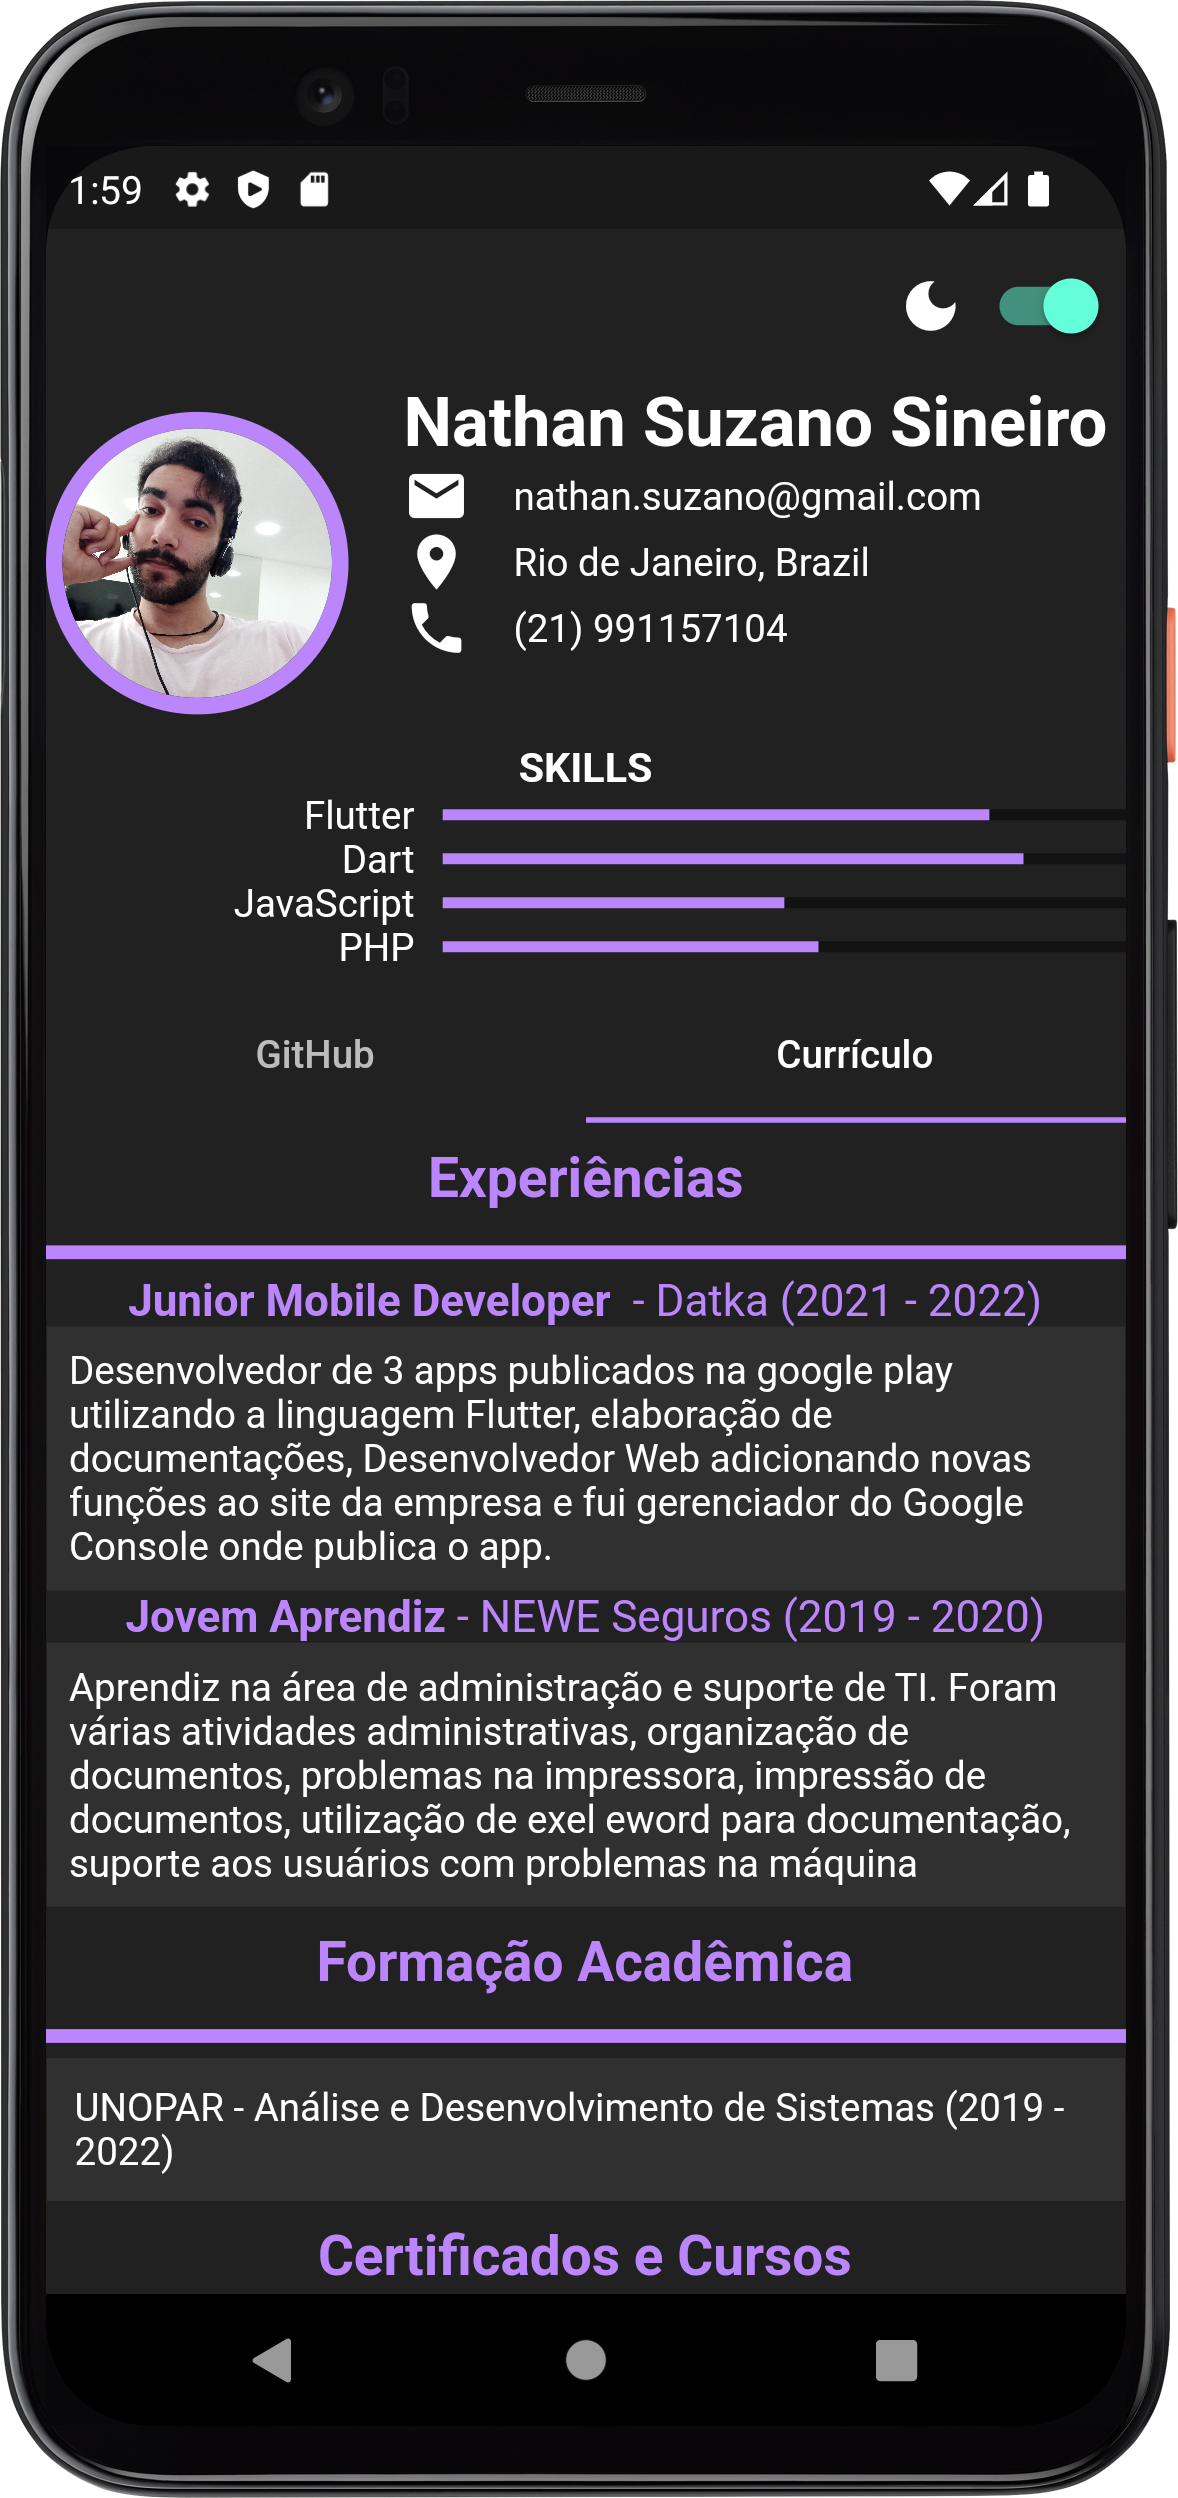 1:59
Nathan Suzano Sineiro
nathan.suzano@gmail.com
Rio de Janeiro, Brazil
(21) 991157104
SKILLS
Flutter
Dart
JavaScript
PHP
GitHub
Currículo
Experiências
Junior Mobile Developer - Datka (2021 - 2022)
Desenvolvedor de 3 apps publicados na google play
utilizando a linguagem Flutter, elaboração de
documentações, Desenvolvedor Web adicionando novas
funções ao site da empresa e fui gerenciador do Google
Console onde publica o app.
Jovem Aprendiz - NEWE Seguros (2019 - 2020)
Aprendiz na área de administração e suporte de TI. Foram
várias atividades administrativas, organização de
documentos, problemas na impressora, impressão de
documentos, utilização de exel eword para documentação,
suporte aos usuários com problemas na máquina
Formação Acadêmica
UNOPAR - Análise e Desenvolvimento de Sistemas (2019 -
2022)
Certificados e Cursos